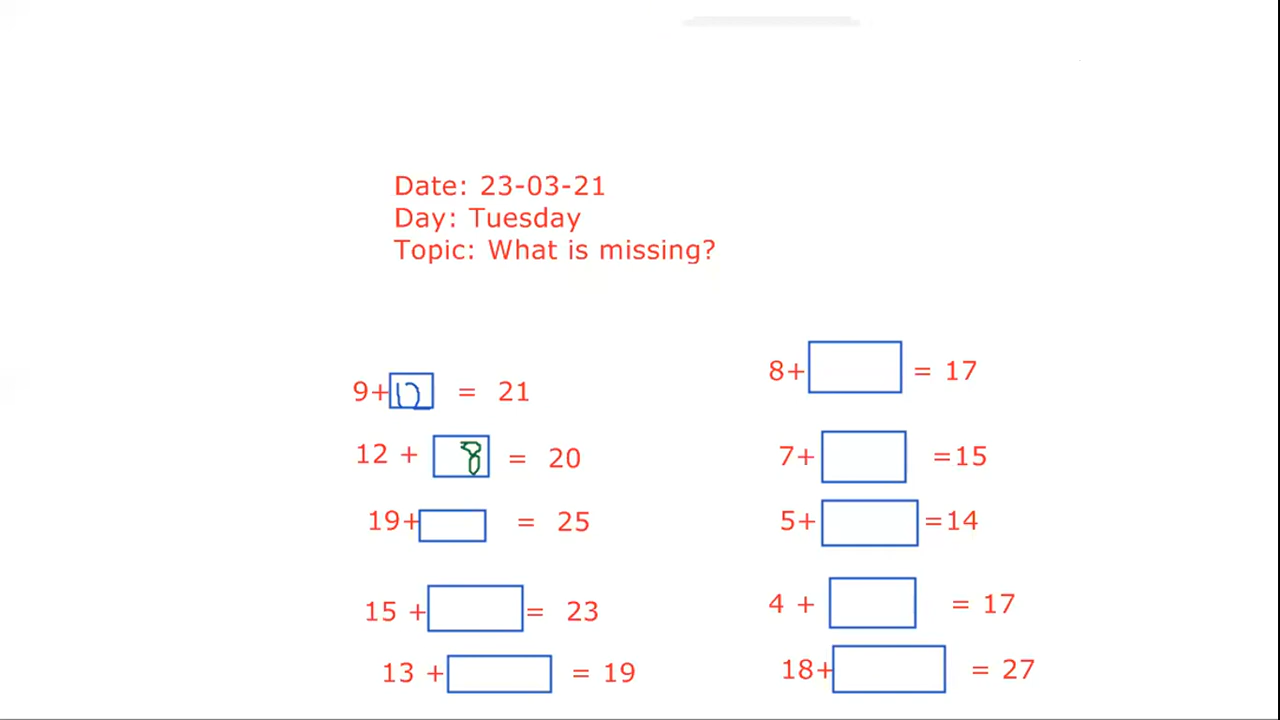 Date: 23-03-21
Day: Tuesday
Topic: What is missing?
9+ 12 = 21
12 + 8 = 20
19+ = 25
15 + = 23
13 + = 19
8+ = 17
7+ =15
5+ =14
4 + = 17
18+ = 27